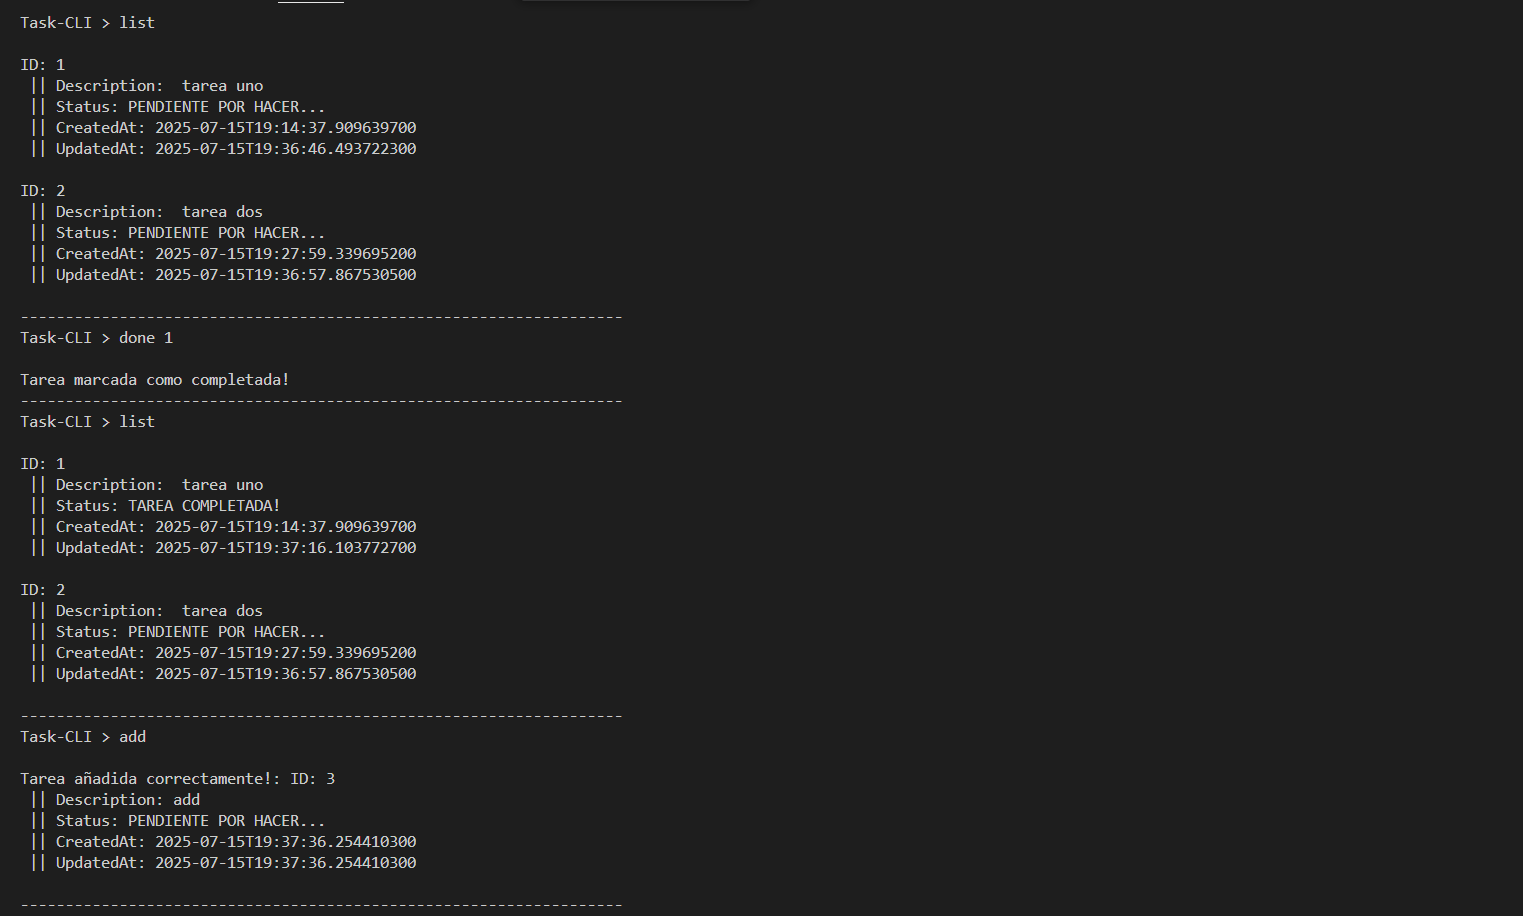 Task-CLI > list
ID: 1
|| Description:  tarea uno
|| Status: PENDIENTE POR HACER...
|| CreatedAt: 2025-07-15T19:14:37.909639700
|| UpdatedAt: 2025-07-15T19:36:46.493722300
ID: 2
|| Description:  tarea dos
|| Status: PENDIENTE POR HACER...
|| CreatedAt: 2025-07-15T19:27:59.339695200
|| UpdatedAt: 2025-07-15T19:36:57.867530500
-------------------------------------------------------------------
Task-CLI > done 1
Tarea marcada como completada!
-------------------------------------------------------------------
Task-CLI > list
ID: 1
|| Description:  tarea uno
|| Status: TAREA COMPLETADA!
|| CreatedAt: 2025-07-15T19:14:37.909639700
|| UpdatedAt: 2025-07-15T19:37:16.103772700
ID: 2
|| Description:  tarea dos
|| Status: PENDIENTE POR HACER...
|| CreatedAt: 2025-07-15T19:27:59.339695200
|| UpdatedAt: 2025-07-15T19:36:57.867530500
-------------------------------------------------------------------
Task-CLI > add
Tarea añadida correctamente!: ID: 3
|| Description: add
|| Status: PENDIENTE POR HACER...
|| CreatedAt: 2025-07-15T19:37:36.254410300
|| UpdatedAt: 2025-07-15T19:37:36.254410300
-------------------------------------------------------------------